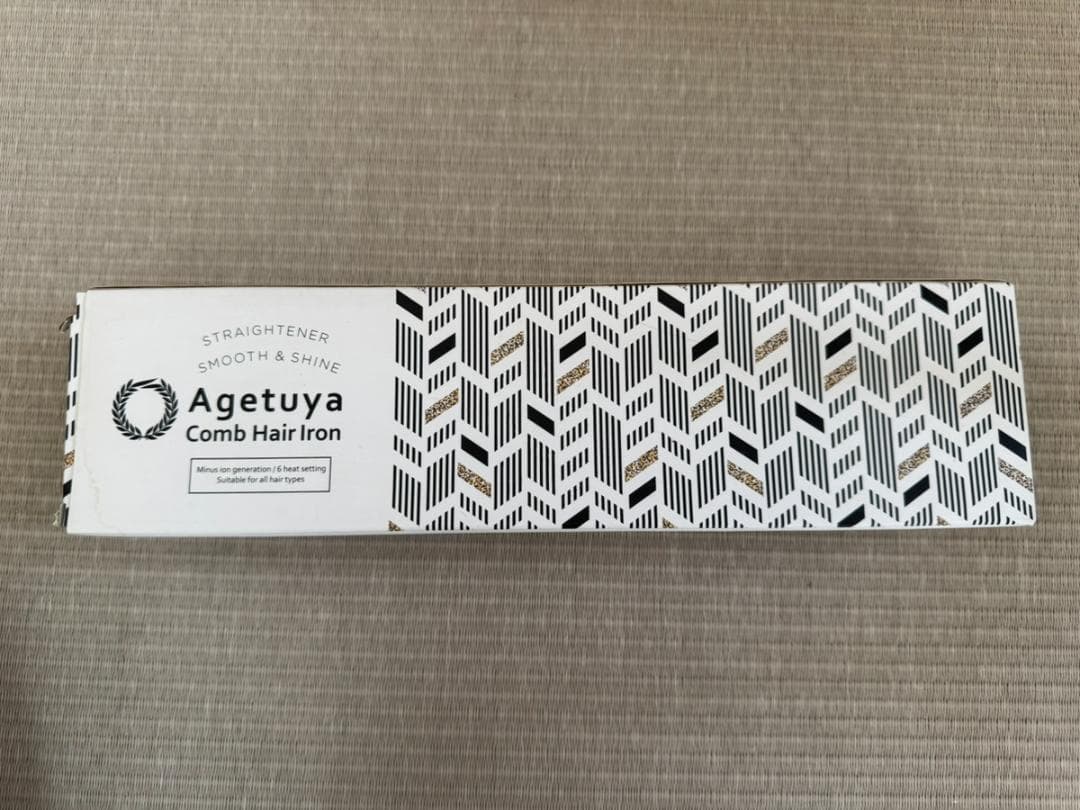 STRAIGHTENER
SMOOTH & SHINE
Agetuya
Comb Hair Iron
Minus ion generation / 6 heat setting
Suitable for all hair types